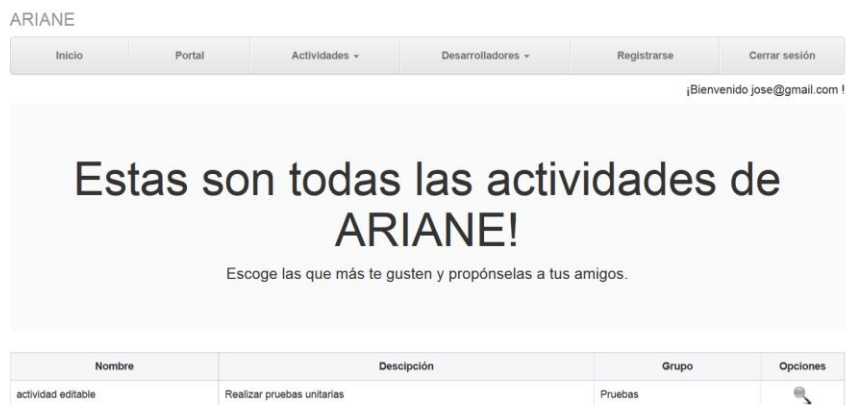 ARIANE
Inicio Portal Actividades Desarrolladores Registrarse Cerrar sesión
¡Bienvenido jose@gmail.com !
Estas son todas las actividades de
ARIANE!
Escoge las que más te gusten y propónselas a tus amigos.
Nombre Descipción Grupo Opciones
actividad editable Realizar pruebas unitarias Pruebas